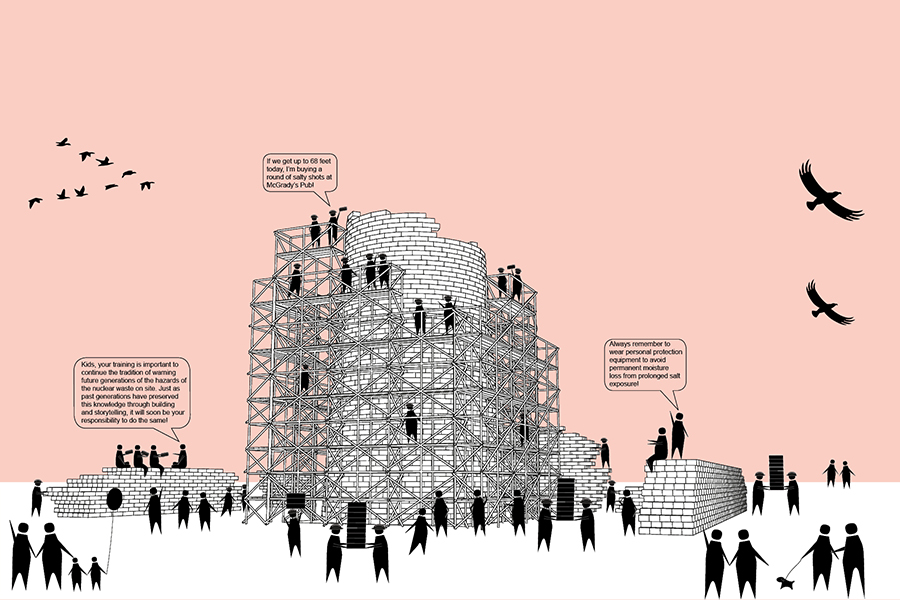 If we get up to 68 feet
today, I'm buying a
round of salty shots at
McGrady's Pub!
Kids, your training is important to
continue the tradition of warning
future generations of the hazards of
the nuclear waste on site. Just as
past generations have preserved
this knowledge through building
and storytelling, it will soon be your
responsibility to do the same!
Always remember to
wear personal protection
equipment to avoid
permanent moisture
loss from prolonged salt
exposure!